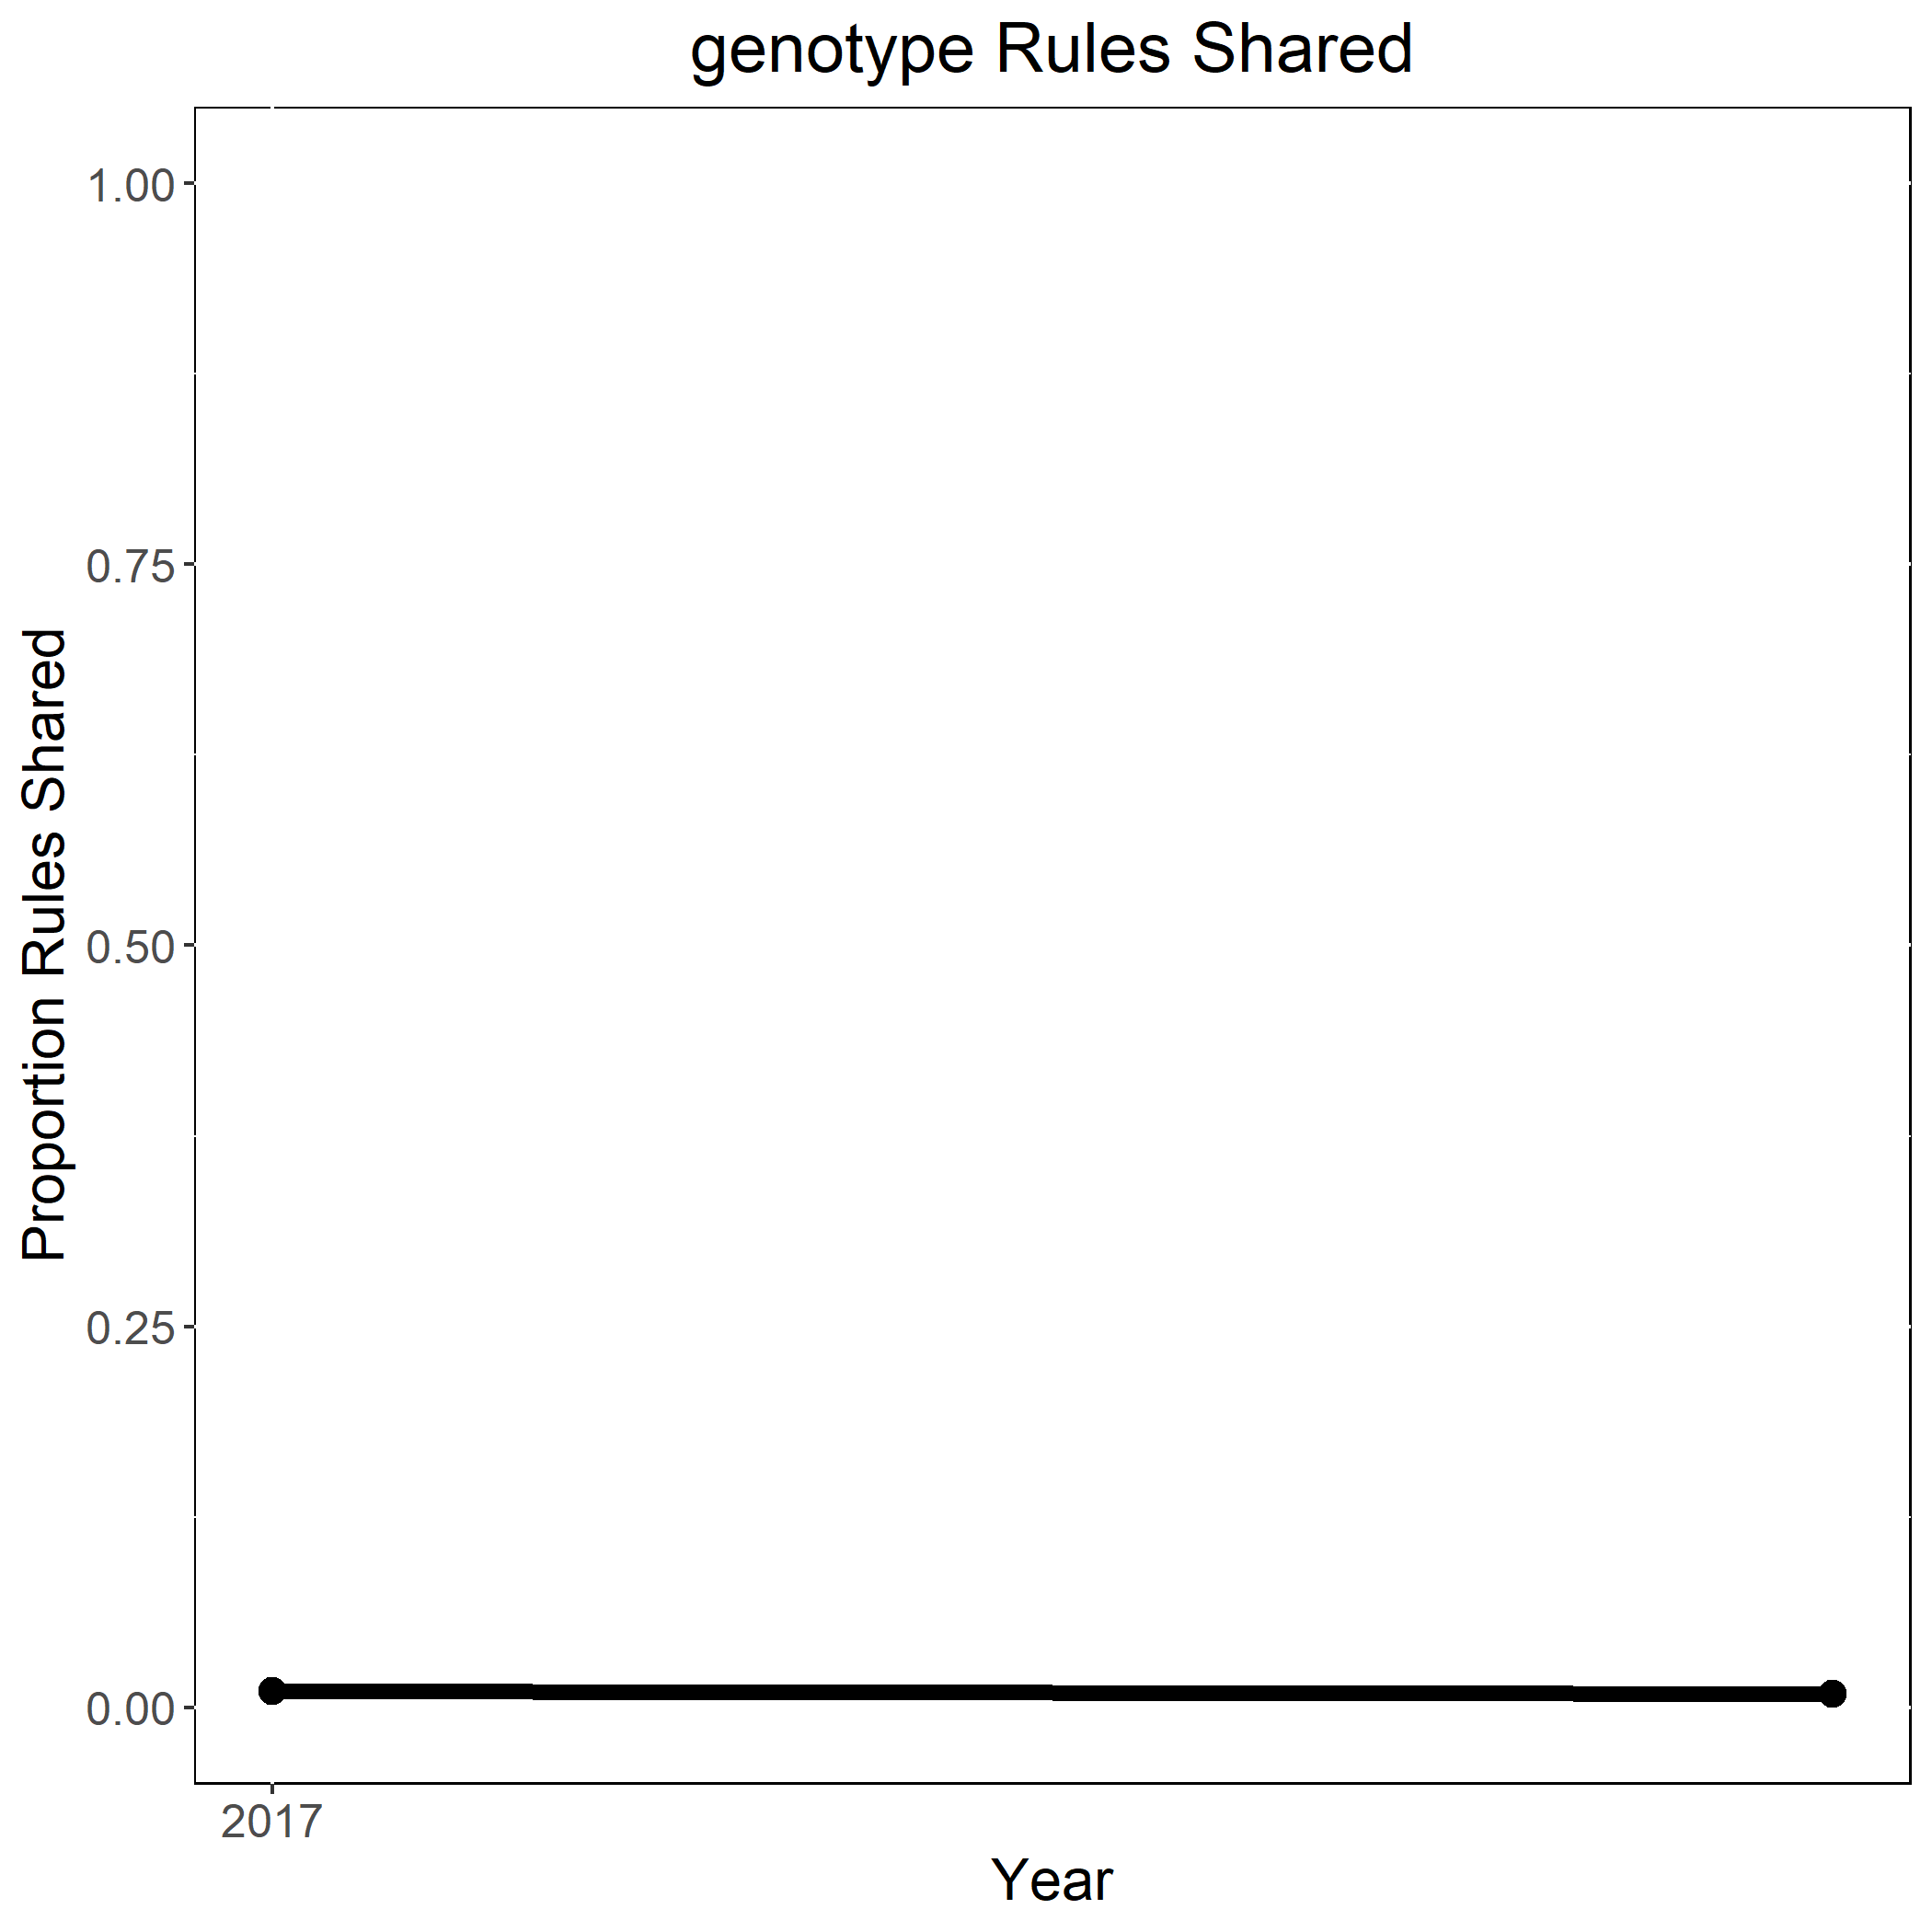 genotype Rules Shared
1.00
0.75
0.50
0.25
0.00
Proportion Rules Shared
2017
Year